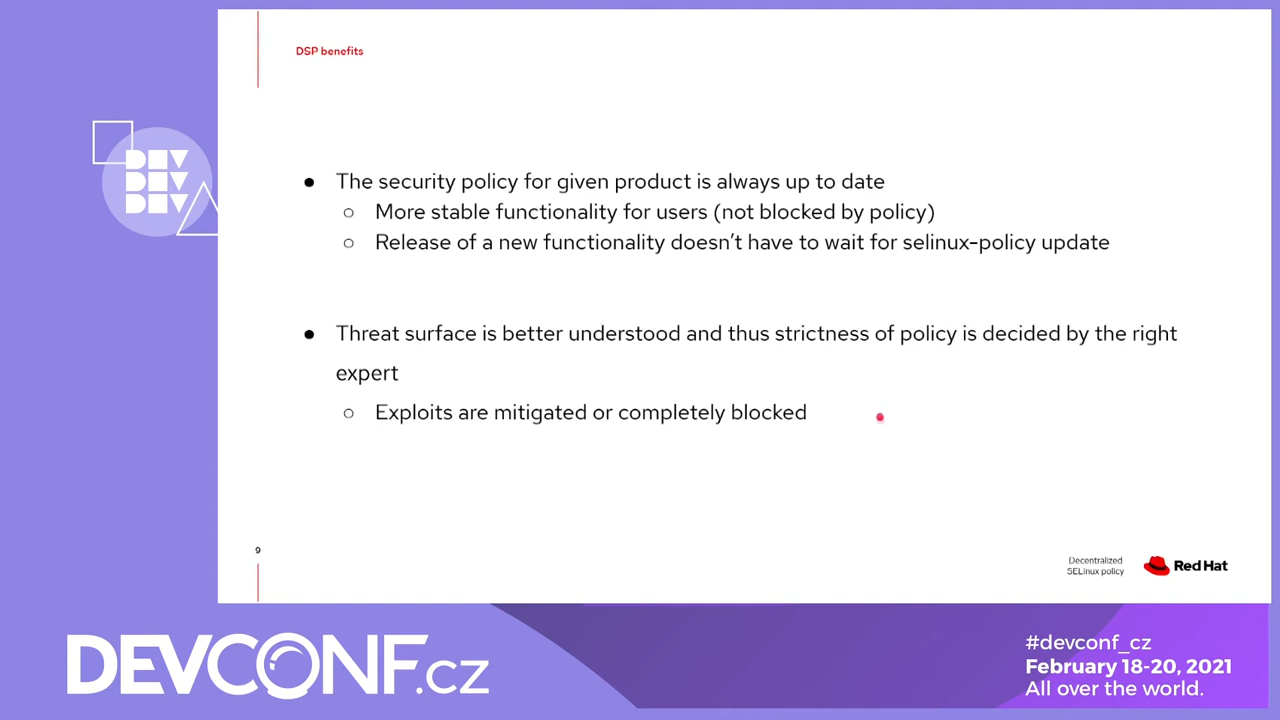 DSP benefits
● The security policy for given product is always up to date
○ More stable functionality for users (not blocked by policy)
○ Release of a new functionality doesn't have to wait for selinux-policy update
● Threat surface is better understood and thus strictness of policy is decided by the right
expert
○ Exploits are mitigated or completely blocked
9
Decentralized
SELinux policy
Red Hat
DEV
DEV
DEV
DEVCONF.cz
#devconf_cz
February 18-20, 2021
All over the world.